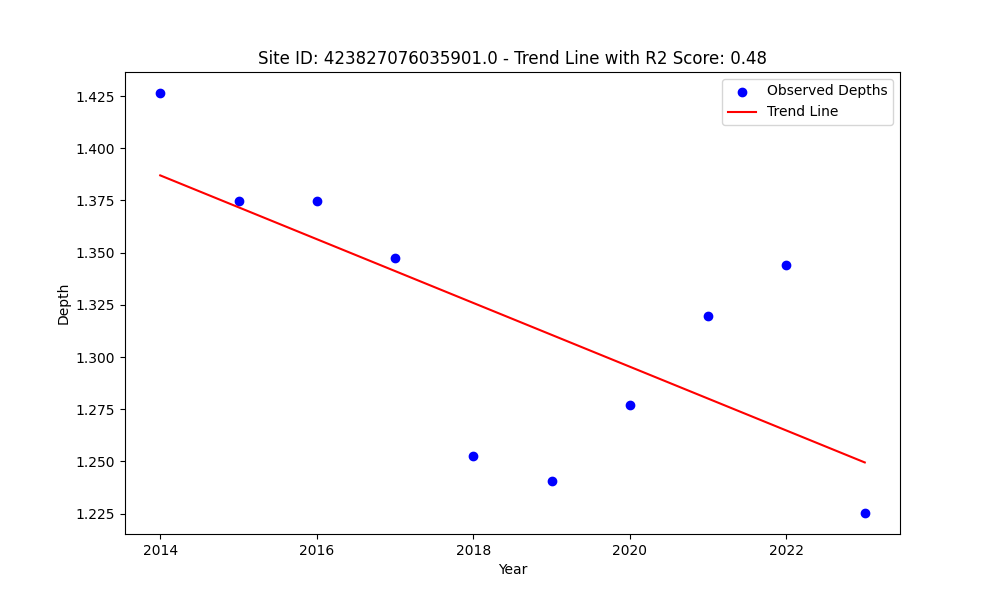 Site ID: 423827076035901.0 - Trend Line with R2 Score: 0.48
Observed Depths
Trend Line
1.425
1.400
1.375
1.350
1.325
1.300
1.275
1.250
1.225
Depth
2014
2016
2018
2020
2022
Year